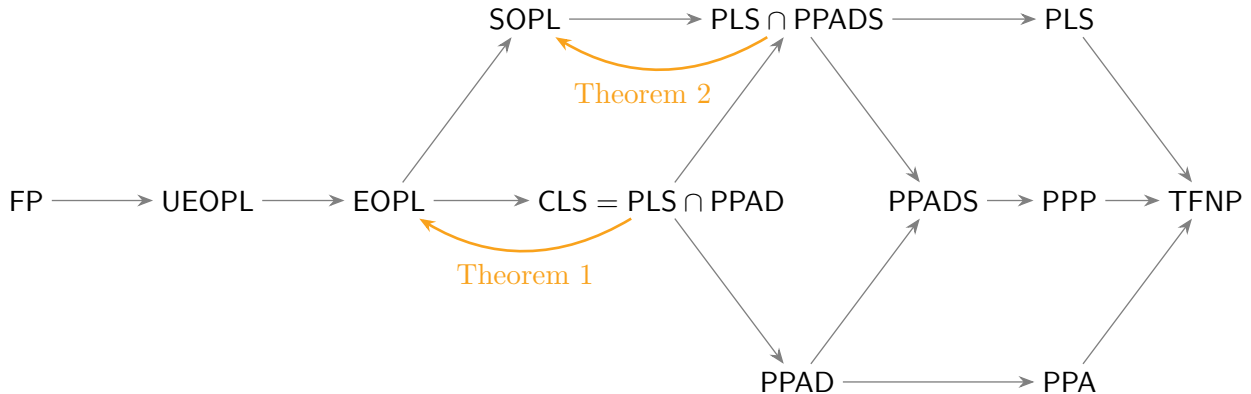 SOPL PLS ∩ PPADS PLS
Theorem 2
FP UEOPL EOPL CLS = PLS ∩ PPAD PPADS PPP TFNP
Theorem 1
PPAD PPA